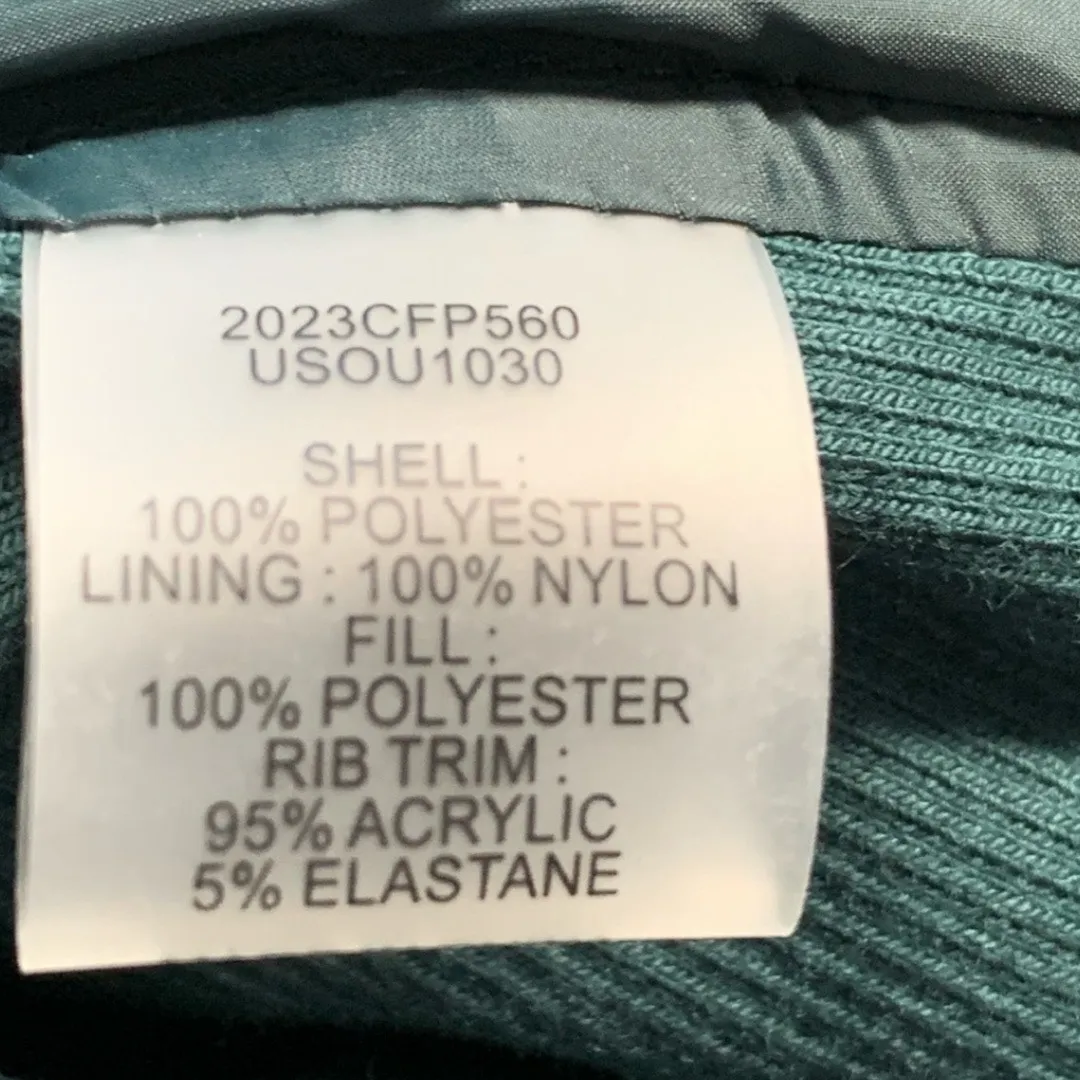 2023CFP560
USOU1030
SHELL :
100% POLYESTER
LINING : 100% NYLON
FILL :
100% POLYESTER
RIB TRIM :
95% ACRYLIC
5% ELASTANE